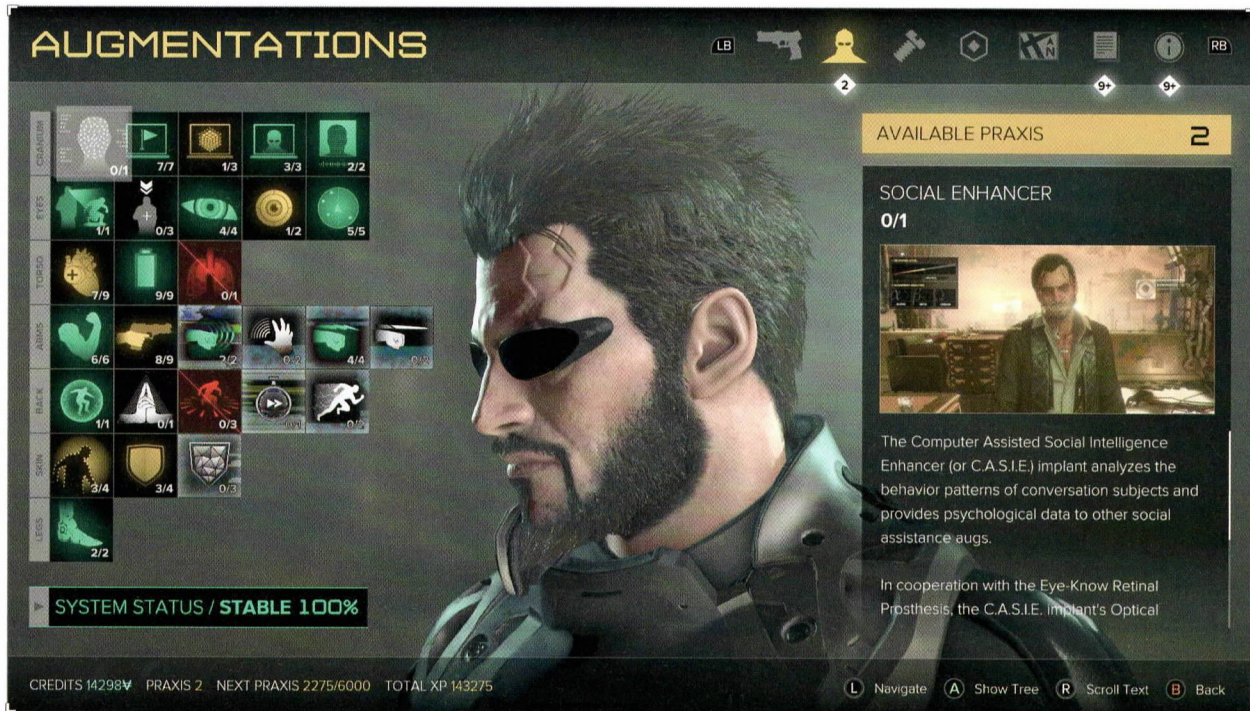 AUGMENTATIONS
LB
RB
2
9+
9+
CRANIUM
0/1
7/7
1/3
3/3
2/2
EYES
1/1
0/3
4/4
1/2
5/5
TORSO
7/9
9/9
0/1
ARMS
6/6
8/9
2/2
0/2
4/4
BACK
1/1
0/1
0/3
SKIN
3/4
3/4
0/3
LEGS
2/2
SYSTEM STATUS / STABLE 100%
AVAILABLE PRAXIS 2
SOCIAL ENHANCER
0/1
The Computer Assisted Social Intelligence
Enhancer (or C.A.S.I.E.) implant analyzes the
behavior patterns of conversation subjects and
provides psychological data to other social
assistance augs.
In cooperation with the Eye-Know Retinal
Prosthesis, the C.A.S.I.E. implant's Optical
CREDITS 14298¥ PRAXIS 2 NEXT PRAXIS 2275/6000 TOTAL XP 143275
L Navigate A Show Tree R Scroll Text B Back